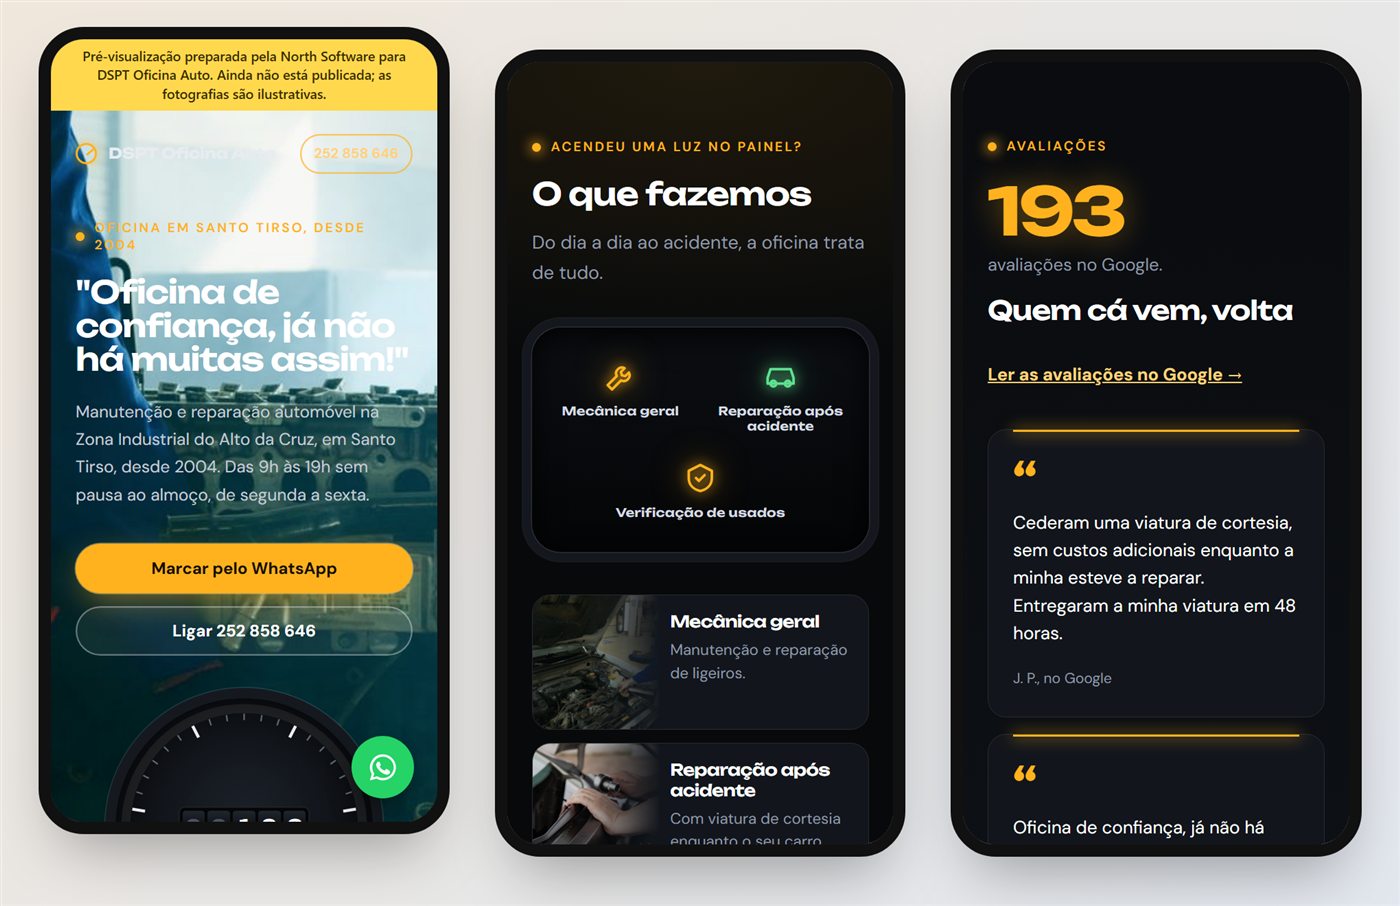 Pré-visualização preparada pela North Software para
DSPT Oficina Auto. Ainda não está publicada; as
fotografias são ilustrativas.
DSPT Oficina Auto
252 858 646
OFICINA EM SANTO TIRSO, DESDE
2004
"Oficina de
confiança, já não
há muitas assim!"
Manutenção e reparação automóvel na
Zona Industrial do Alto da Cruz, em Santo
Tirso, desde 2004. Das 9h às 19h sem
pausa ao almoço, de segunda a sexta.
Marcar pelo WhatsApp
Ligar 252 858 646
ACENDEU UMA LUZ NO PAINEL?
O que fazemos
Do dia a dia ao acidente, a oficina trata
de tudo.
Mecânica geral
Reparação após
acidente
Verificação de usados
Mecânica geral
Manutenção e reparação
de ligeiros.
Reparação após
acidente
Com viatura de cortesia
enquanto o seu carro
AVALIAÇÕES
193
avaliações no Google.
Quem cá vem, volta
Ler as avaliações no Google →
“
Cederam uma viatura de cortesia,
sem custos adicionais enquanto a
minha esteve a reparar.
Entregaram a minha viatura em 48
horas.
J. P., no Google
“
Oficina de confiança, já não há